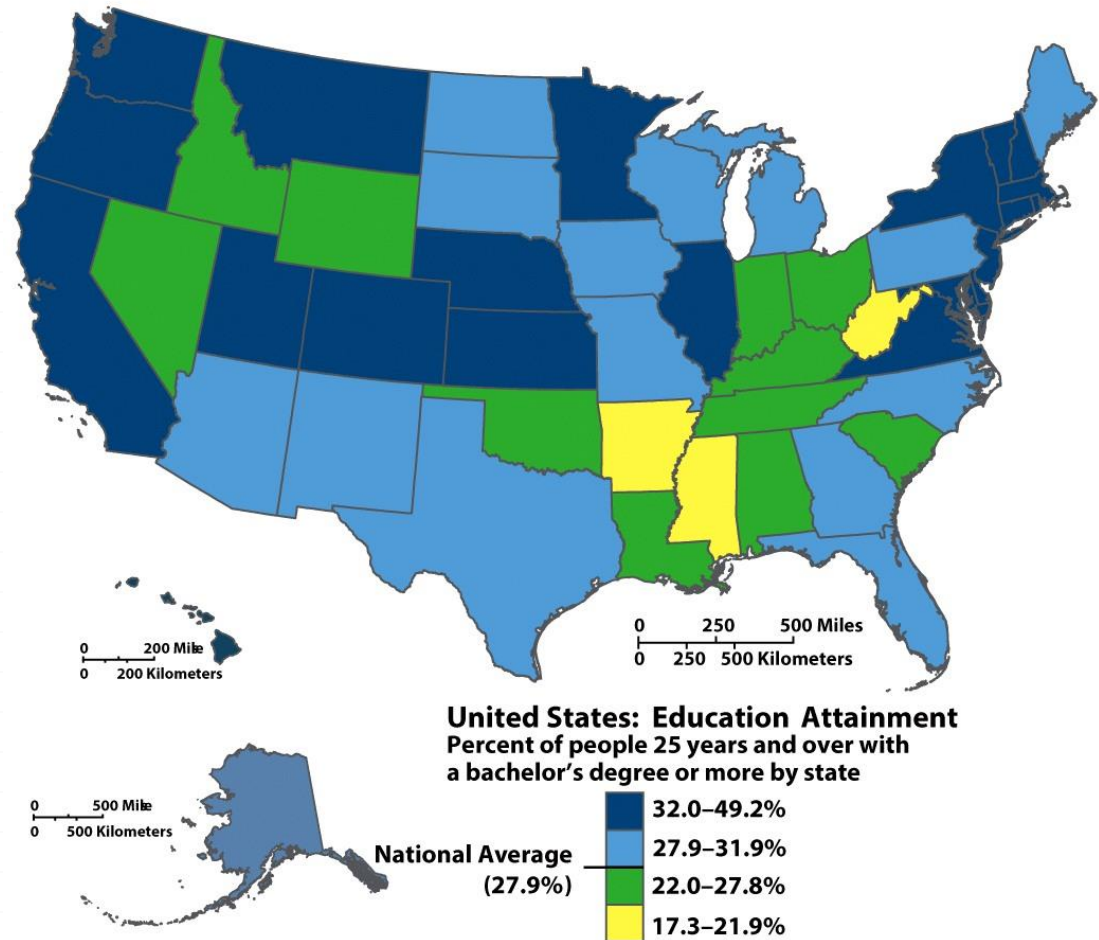 0 200 Mile
0 200 Kilometers
0 250 500 Miles
0 250 500 Kilometers
United States: Education Attainment
Percent of people 25 years and over with
a bachelor's degree or more by state
0 500 Mile
0 500 Kilometers
National Average
(27.9%)
32.0–49.2%
27.9–31.9%
22.0–27.8%
17.3–21.9%